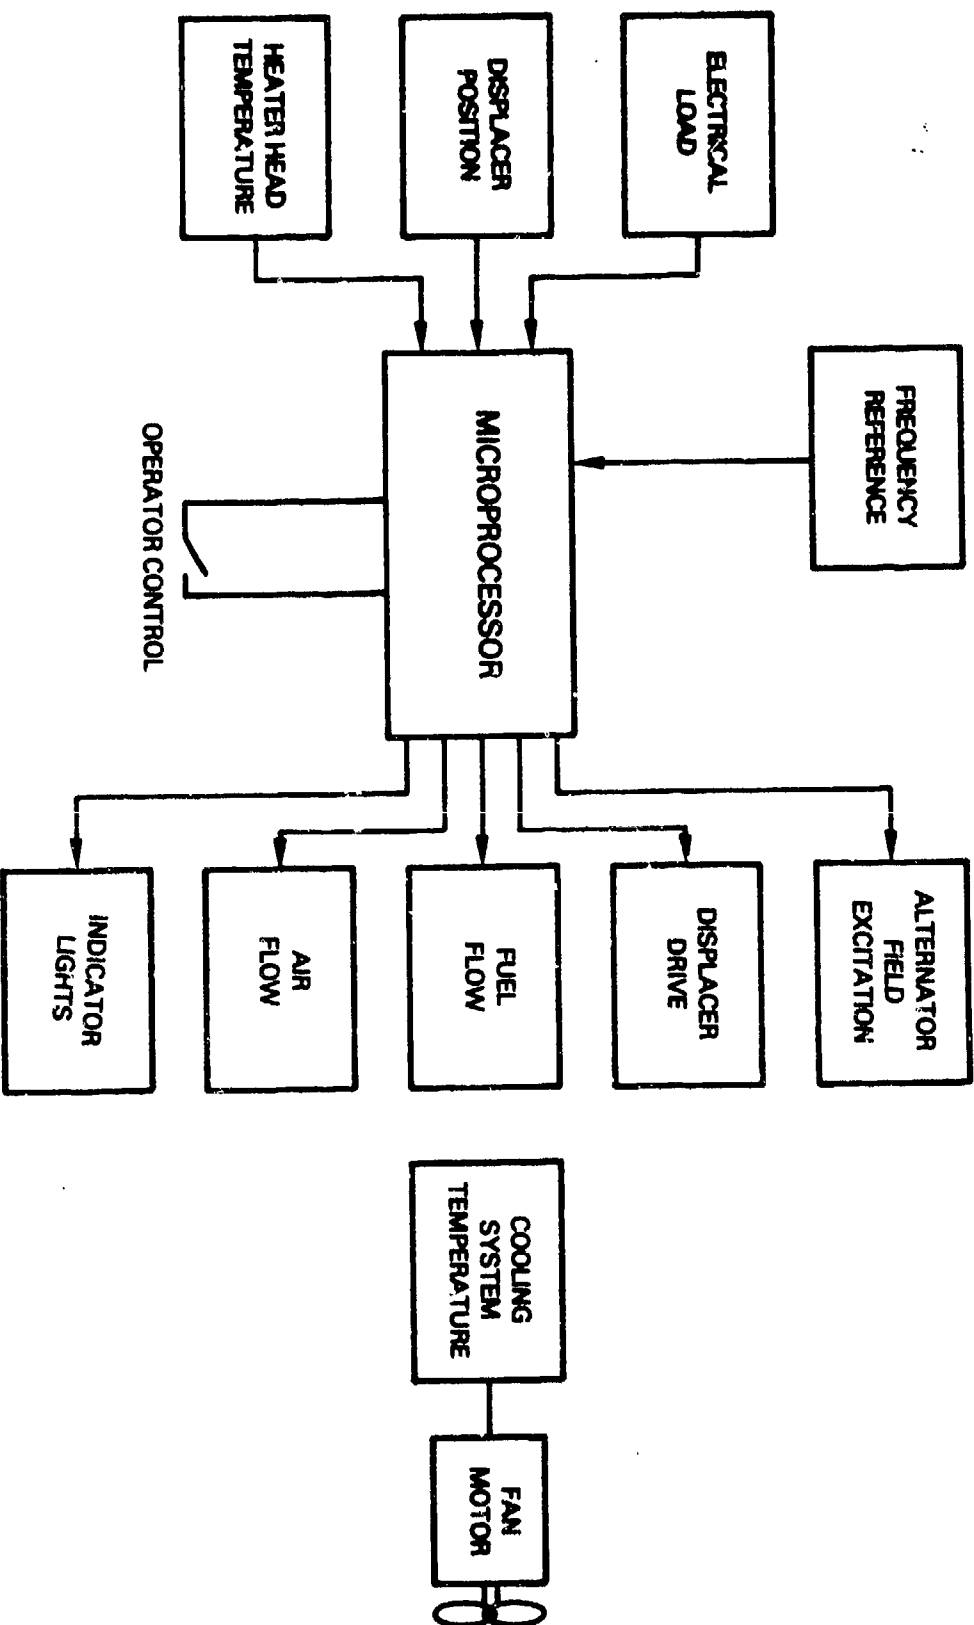 FREQUENCY
REFERENCE
ELECTRICAL
LOAD
DISPLACER
POSITION
HEATER HEAD
TEMPERATURE
MICROPROCESSOR
OPERATOR CONTROL
ALTERNATOR
FIELD
EXCITATION
DISPLACER
DRIVE
FUEL
FLOW
AIR
FLOW
INDICATOR
LIGHTS
COOLING
SYSTEM
TEMPERATURE
FAN
MOTOR